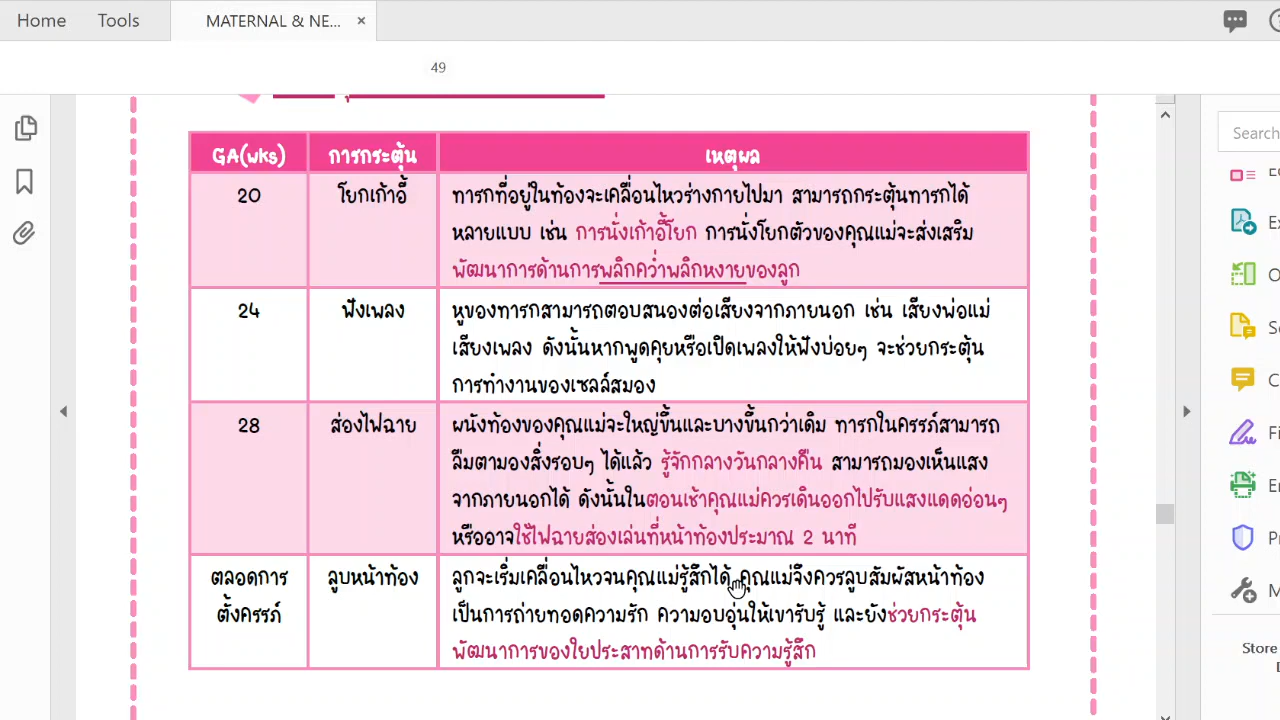 Home Tools MATERNAL & NE... ×
49
Search
GA(wks) การกระตุ้น เหตุผล
20 โยกเก้าอี้ ทารกที่อยู่ในท้องจะเคลื่อนไหวร่างกายไปมา สามารถกระตุ้นทารกได้
หลายแบบ เช่น การนั่งเก้าอี้โยก การนั่งโยกตัวของคุณแม่จะส่งเสริม
พัฒนาการด้านการพลิกคว่ำพลิกหงายของลูก
24 ฟังเพลง หูของทารกสามารถตอบสนองต่อเสียงจากภายนอก เช่น เสียงพ่อแม่
เสียงเพลง ดังนั้นหากพูดคุยหรือเปิดเพลงให้ฟังบ่อยๆ จะช่วยกระตุ้น
การทำงานของเซลล์สมอง
28 ส่องไฟฉาย ผนังท้องของคุณแม่จะใหญ่ขึ้นและบางขึ้นกว่าเดิม ทารกในครรภ์สามารถ
ลืมตามองสิ่งรอบๆ ได้แล้ว รู้จักกลางวันกลางคืน สามารถมองเห็นแสง
จากภายนอกได้ ดังนั้นในตอนเช้าคุณแม่ควรเดินออกไปรับแสงแดดอ่อนๆ
หรืออาจใช้ไฟฉายส่องเล่นที่หน้าท้องประมาณ 2 นาที
ตลอดการ ลูบหน้าท้อง ลูกจะเริ่มเคลื่อนไหวจนคุณแม่รู้สึกได้ คุณแม่จึงควรลูบสัมผัสหน้าท้อง
ตั้งครรภ์ เป็นการถ่ายทอดความรัก ความอบอุ่นให้เขารับรู้ และยังช่วยกระตุ้น
พัฒนาการของใยประสาทด้านการรับความรู้สึก
Store